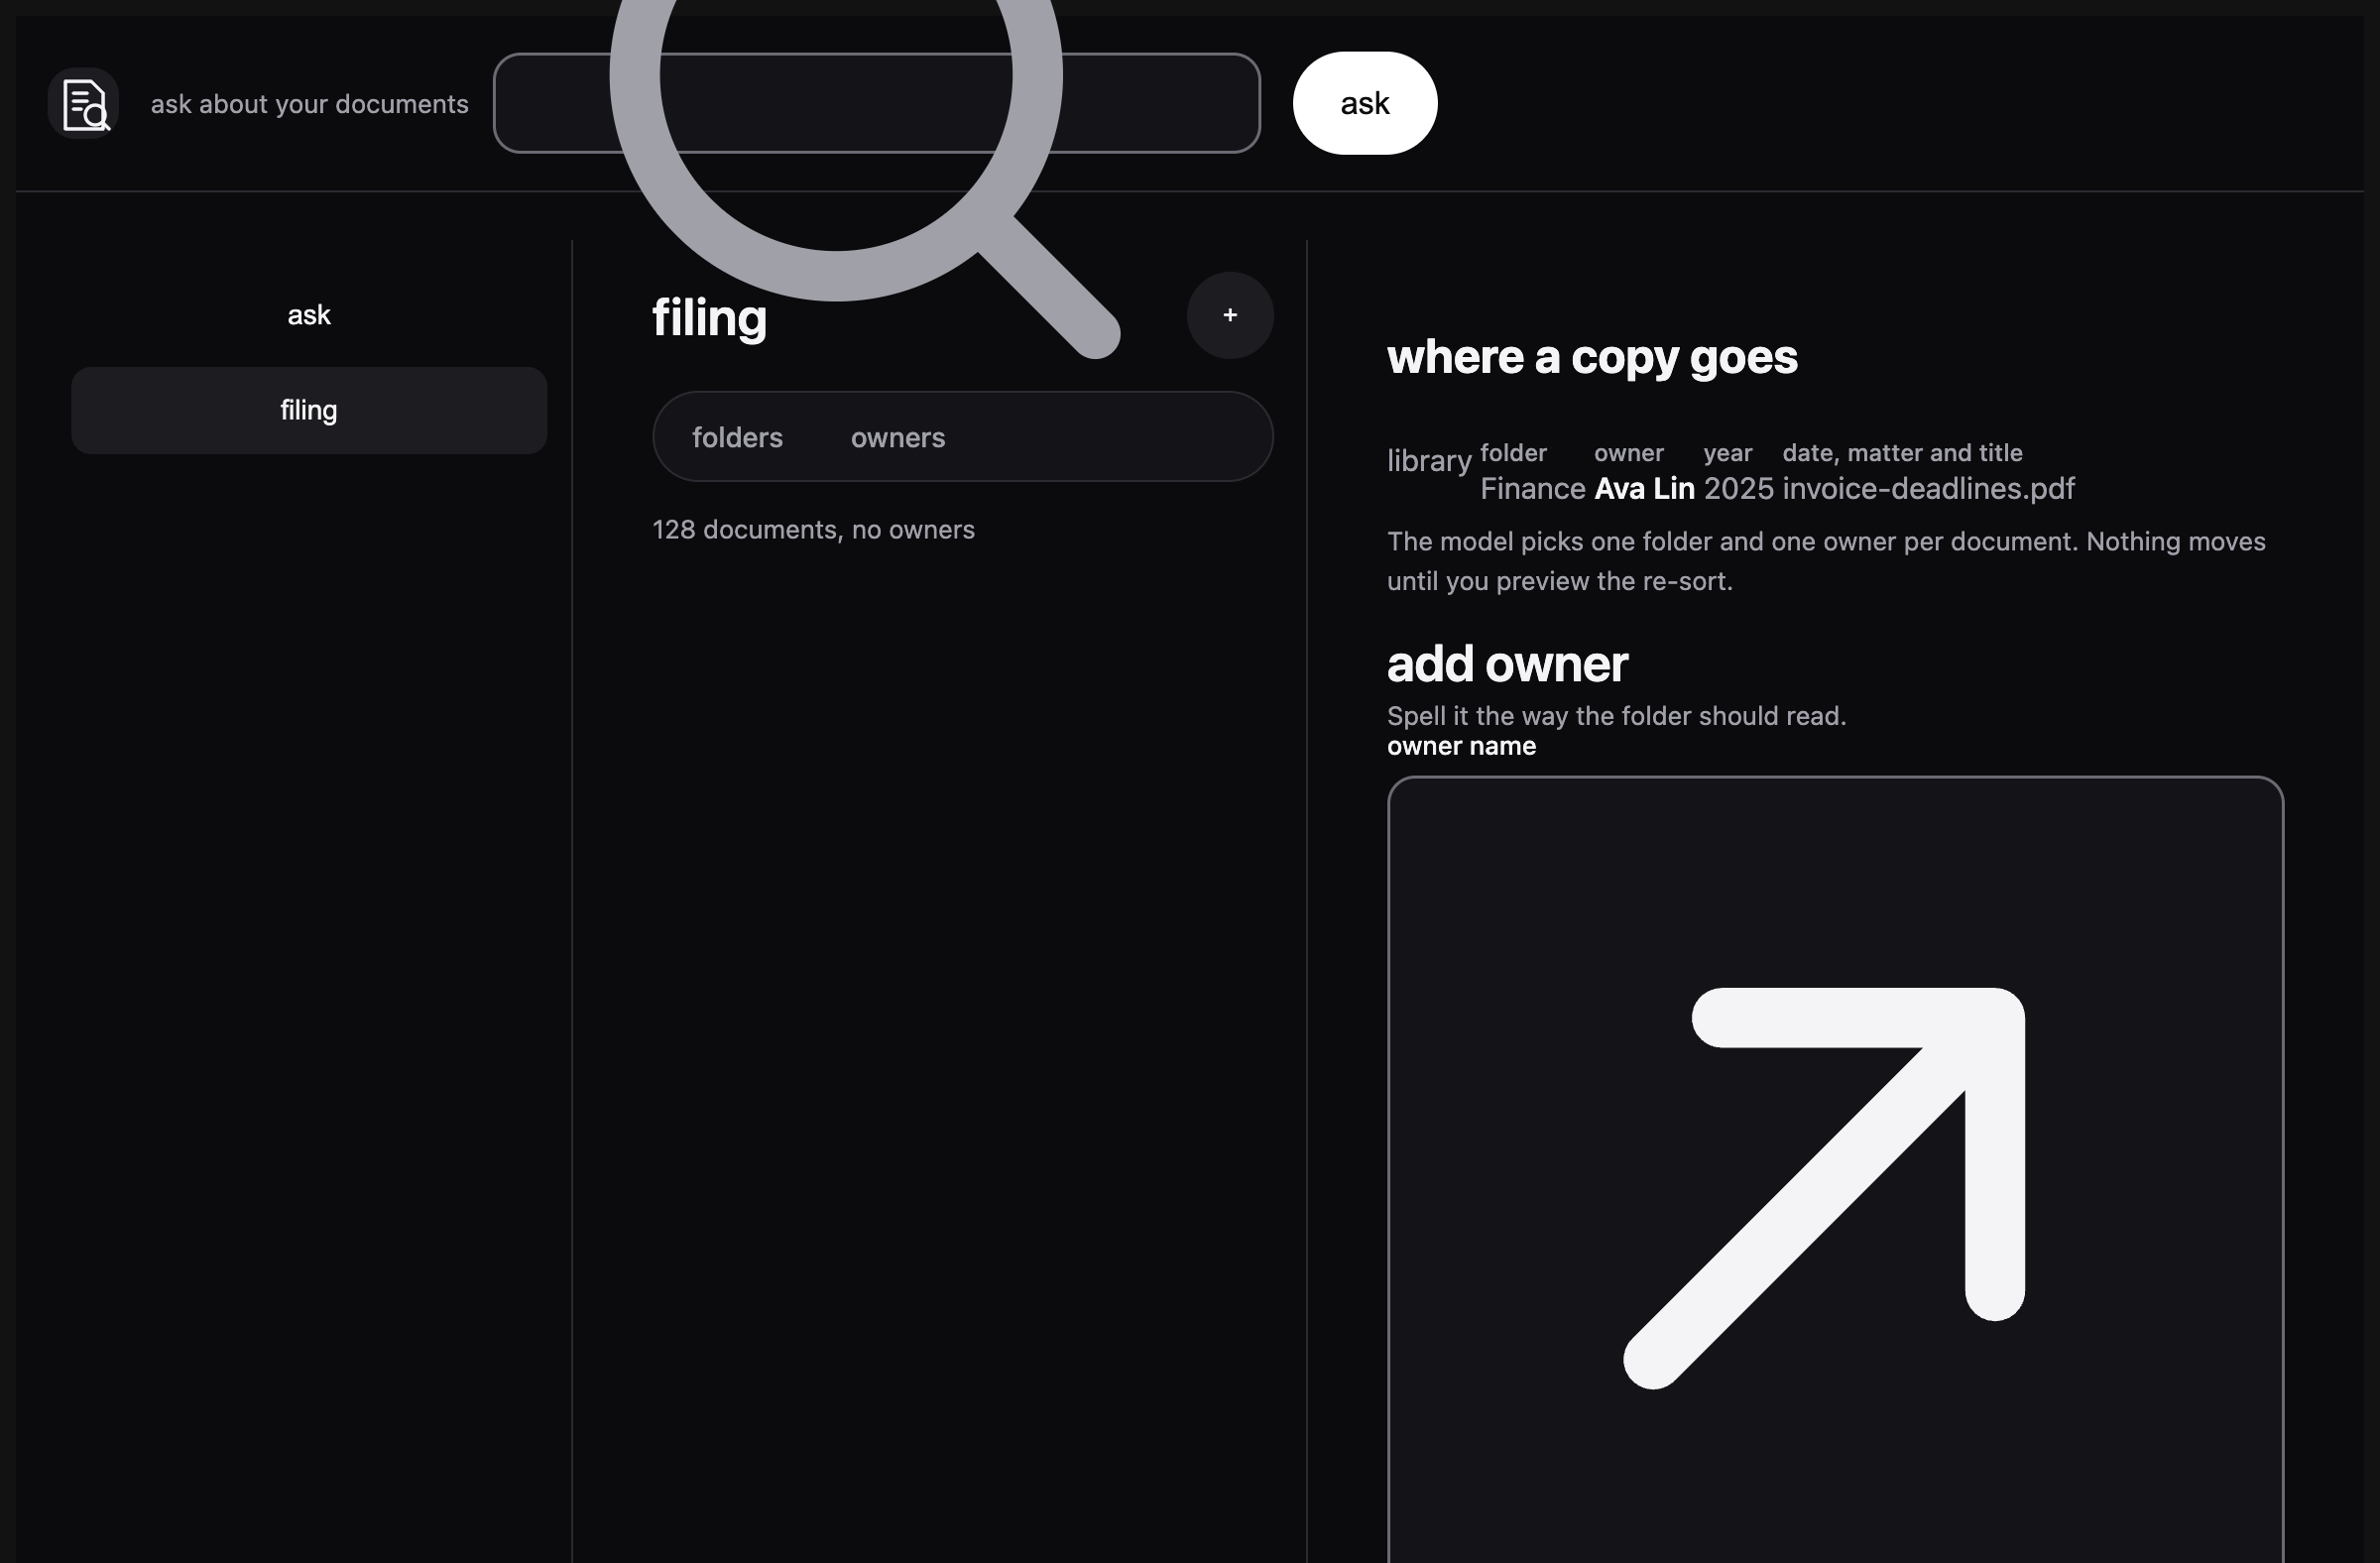 ask about your documents
ask
ask
filing
filing
+
folders owners
128 documents, no owners
where a copy goes
library folder owner year date, matter and title
Finance Ava Lin 2025 invoice-deadlines.pdf
The model picks one folder and one owner per document. Nothing moves
until you preview the re-sort.
add owner
Spell it the way the folder should read.
owner name